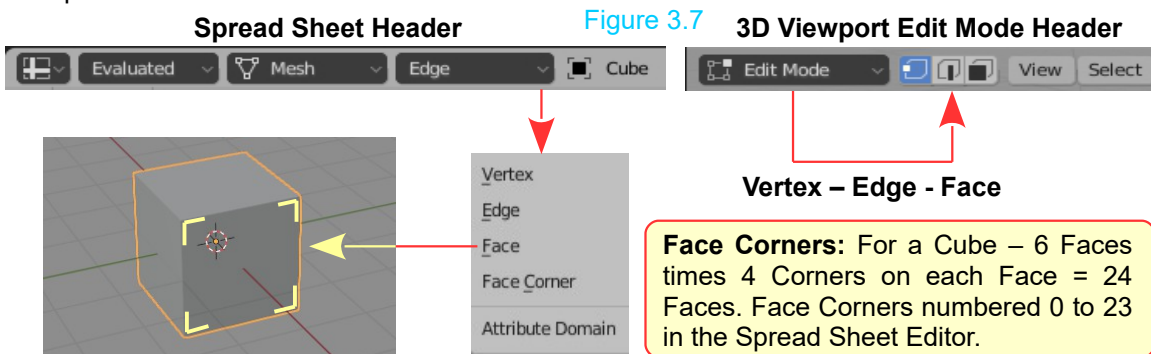 Figure 3.7
Spread Sheet Header
3D Viewport Edit Mode Header
Evaluated Mesh Edge Cube
Edit Mode View Select
Vertex
Edge
Face
Face Corner
Attribute Domain
Vertex – Edge - Face
Face Corners: For a Cube – 6 Faces
times 4 Corners on each Face = 24
Faces. Face Corners numbered 0 to 23
in the Spread Sheet Editor.